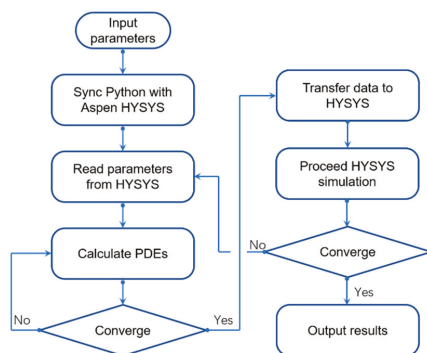 Input
parameters
Sync Python with
Aspen HYSYS
Read parameters
from HYSYS
Calculate PDEs
No
Converge
Yes
Transfer data to
HYSYS
Proceed HYSYS
simulation
No
Converge
Yes
Output results